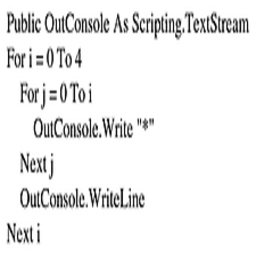 Public OutConsole As Scripting.TextStream
For i = 0 To 4
For j = 0 To i
OutConsole.Write "*"
Next j
OutConsole.WriteLine
Next i